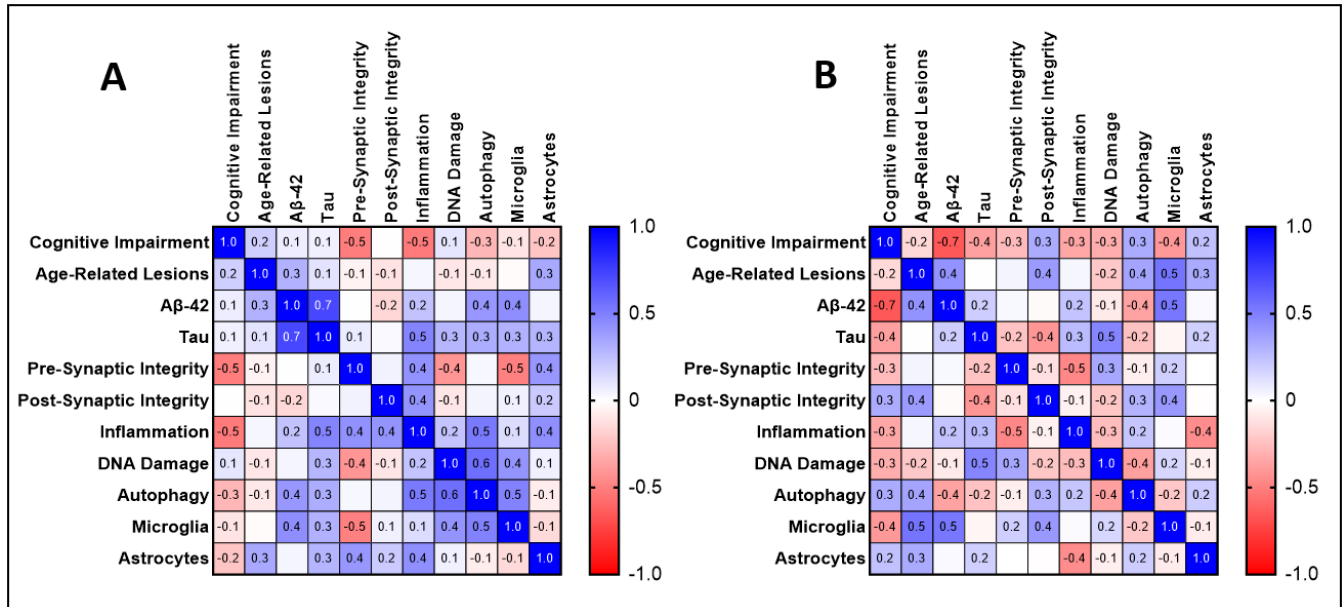 A
Cognitive Impairment
Age-Related Lesions
Aβ-42
Tau
Pre-Synaptic Integrity
Post-Synaptic Integrity
Inflammation
DNA Damage
Autophagy
Microglia
Astrocytes
Cognitive Impairment 1.0 0.2 0.1 0.1 -0.5 -0.5 0.1 -0.3 -0.1 -0.2
Age-Related Lesions 0.2 1.0 0.3 0.1 -0.1 -0.1 -0.1 -0.1 0.3
Aβ-42 0.1 0.3 1.0 0.7 -0.2 0.2 0.4 0.4
Tau 0.1 0.1 0.7 1.0 0.1 0.5 0.3 0.3 0.3 0.3
Pre-Synaptic Integrity -0.5 -0.1 0.1 1.0 0.4 -0.4 -0.5 0.4
Post-Synaptic Integrity -0.1 -0.2 1.0 0.4 -0.1 0.1 0.2
Inflammation -0.5 0.2 0.5 0.4 0.4 1.0 0.2 0.5 0.1 0.4
DNA Damage 0.1 -0.1 0.3 -0.4 -0.1 0.2 1.0 0.6 0.4 0.1
Autophagy -0.3 -0.1 0.4 0.3 0.5 0.6 1.0 0.5 -0.1
Microglia -0.1 0.4 0.3 -0.5 0.1 0.1 0.4 0.5 1.0 -0.1
Astrocytes -0.2 0.3 0.3 0.4 0.2 0.4 0.1 -0.1 -0.1 1.0
1.0
0.5
0
-0.5
-1.0
B
Cognitive Impairment
Age-Related Lesions
Aβ-42
Tau
Pre-Synaptic Integrity
Post-Synaptic Integrity
Inflammation
DNA Damage
Autophagy
Microglia
Astrocytes
Cognitive Impairment 1.0 -0.2 -0.7 -0.4 -0.3 0.3 -0.3 -0.3 0.3 -0.4 0.2
Age-Related Lesions -0.2 1.0 0.4 0.4 -0.2 0.4 0.5 0.3
Aβ-42 -0.7 0.4 1.0 0.2 0.2 -0.1 -0.4 0.5
Tau -0.4 0.2 1.0 -0.2 -0.4 0.3 0.5 -0.2 0.2
Pre-Synaptic Integrity -0.3 -0.2 1.0 -0.1 -0.5 0.3 -0.1 0.2
Post-Synaptic Integrity 0.3 0.4 -0.4 -0.1 1.0 -0.1 -0.2 0.3 0.4
Inflammation -0.3 0.2 0.3 -0.5 -0.1 1.0 -0.3 0.2 -0.4
DNA Damage -0.3 -0.2 -0.1 0.5 0.3 -0.2 -0.3 1.0 -0.4 0.2 -0.1
Autophagy 0.3 0.4 -0.4 -0.2 -0.1 0.3 0.2 -0.4 1.0 -0.2 0.2
Microglia -0.4 0.5 0.5 0.2 0.4 0.2 -0.2 1.0 -0.1
Astrocytes 0.2 0.3 0.2 -0.4 -0.1 0.2 -0.1 1.0
1.0
0.5
0
-0.5
-1.0